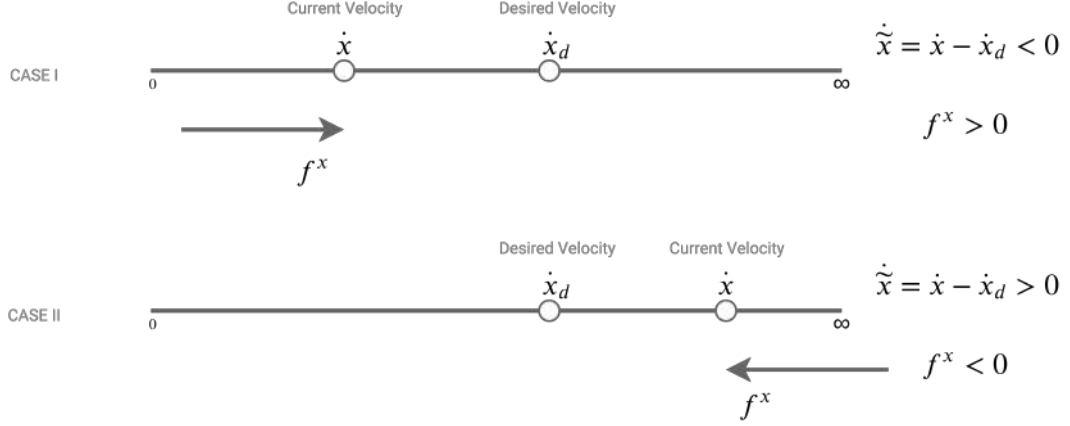 Current Velocity Desired Velocity
ẋ ẋ_d
CASE I
0 ∞
f^x
x̃̇ = ẋ − ẋ_d < 0
f^x > 0
Desired Velocity Current Velocity
ẋ_d ẋ
CASE II
0 ∞
f^x
x̃̇ = ẋ − ẋ_d > 0
f^x < 0